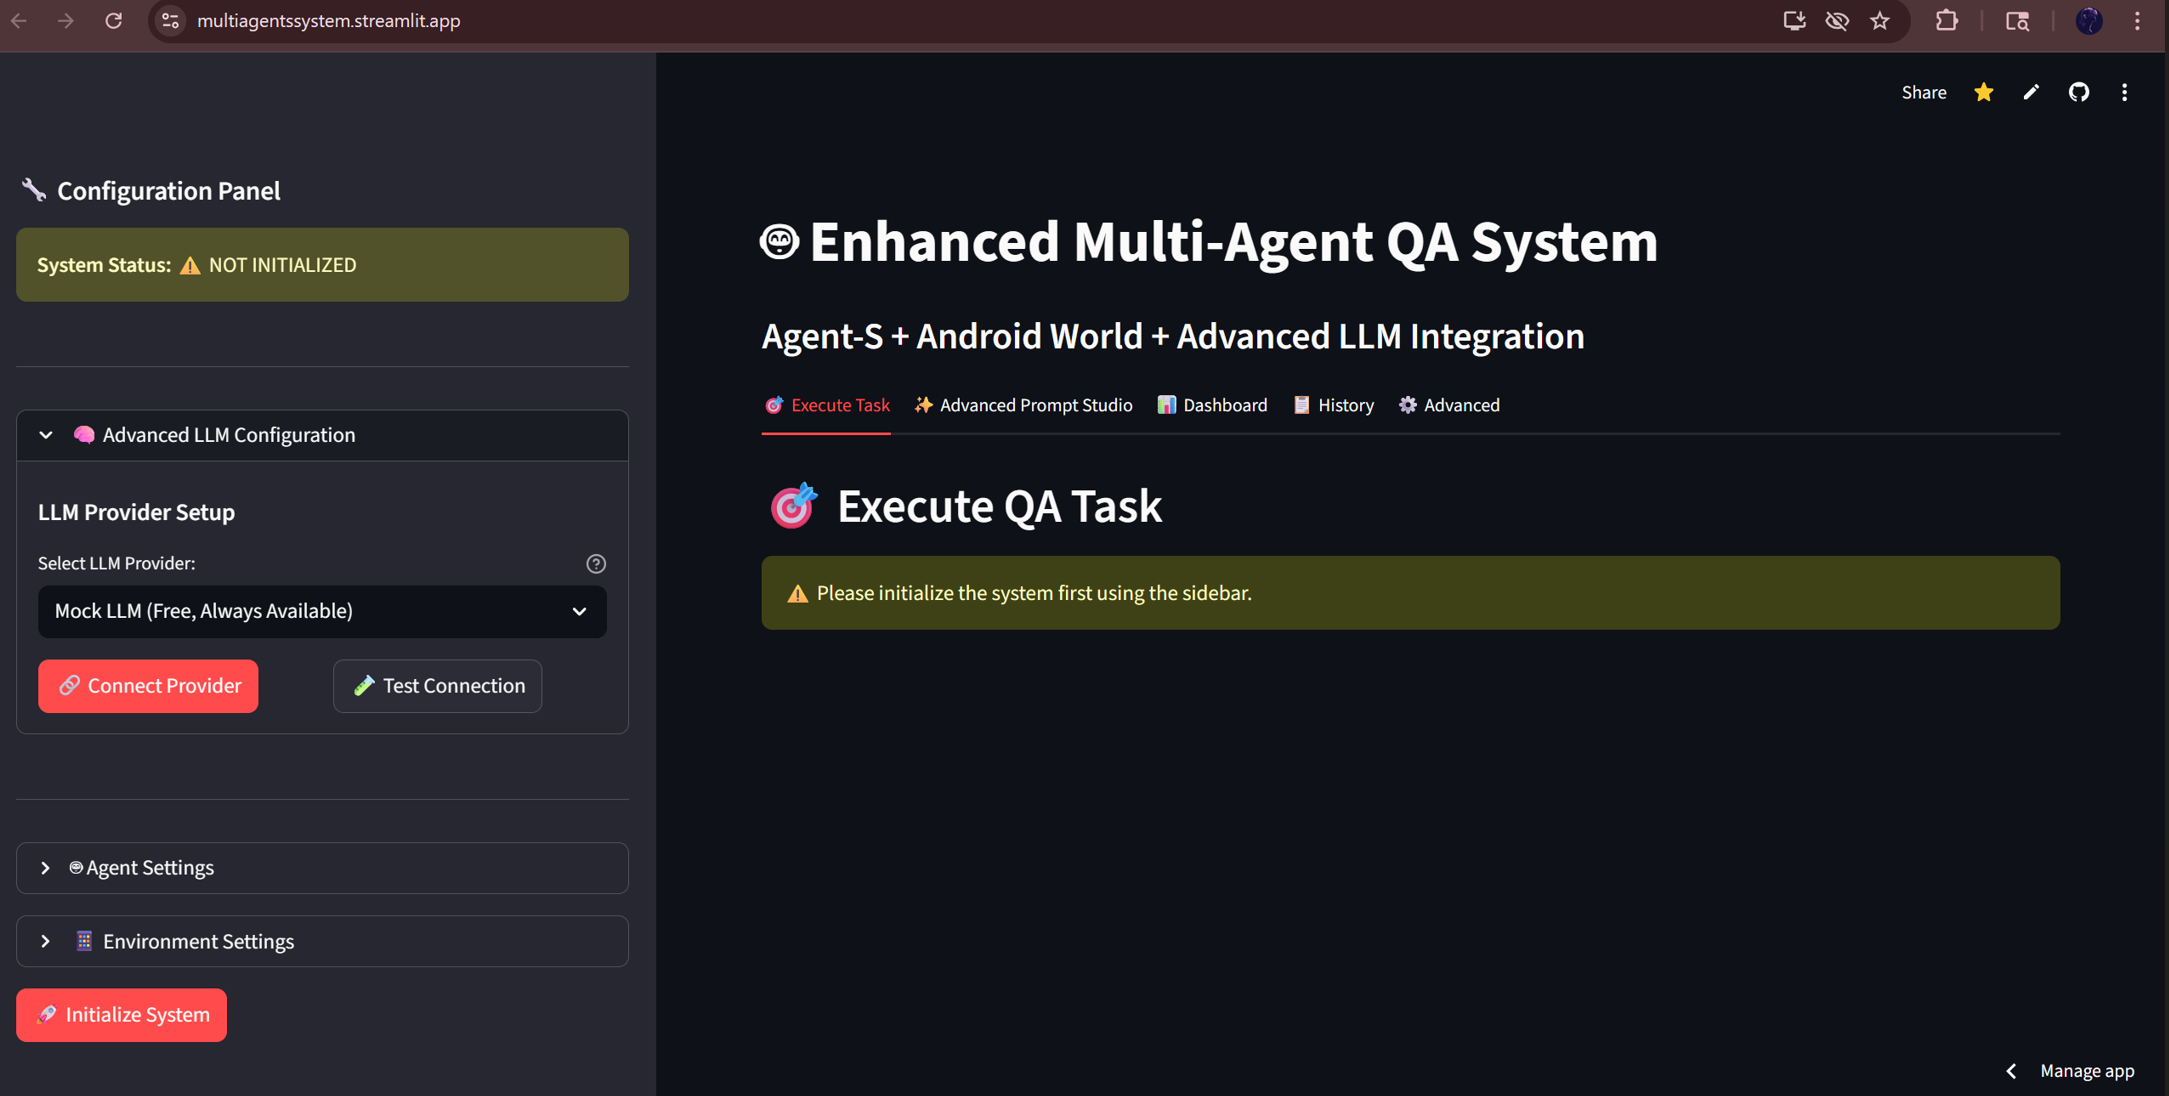 multiagentssystem.streamlit.app
Share
Configuration Panel
System Status: NOT INITIALIZED
Advanced LLM Configuration
LLM Provider Setup
Select LLM Provider:
Mock LLM (Free, Always Available)
Connect Provider
Test Connection
Agent Settings
Environment Settings
Initialize System
Enhanced Multi-Agent QA System
Agent-S + Android World + Advanced LLM Integration
Execute Task
Advanced Prompt Studio
Dashboard
History
Advanced
Execute QA Task
Please initialize the system first using the sidebar.
Manage app